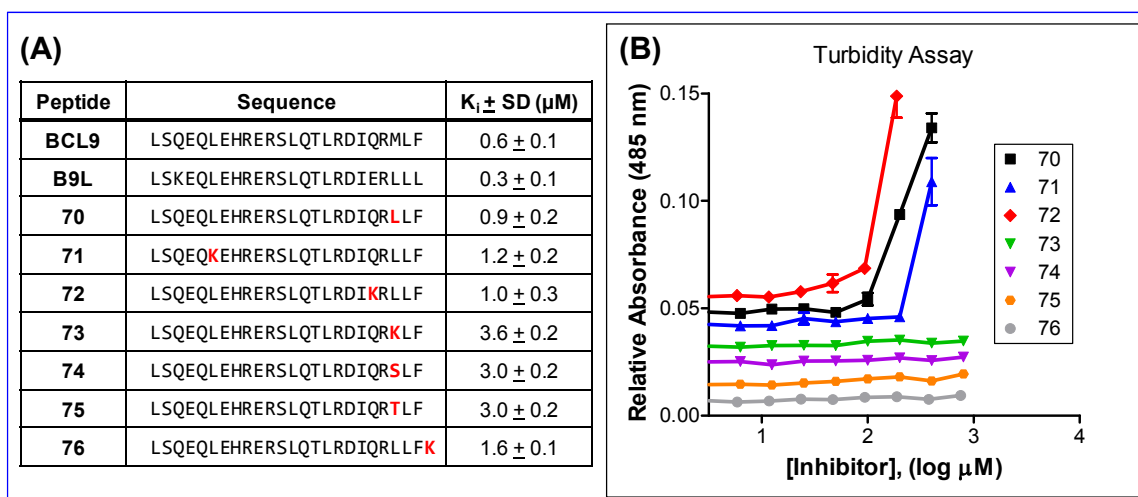 (A)
Peptide Sequence Ki ± SD (µM)
BCL9 LSQEQLEHRERSLQTLRDIQRMLF 0.6 ± 0.1
B9L LSKEQLEHRERSLQTLRDIERLLL 0.3 ± 0.1
70 LSQEQLEHRERSLQTLRDIQRLLF 0.9 ± 0.2
71 LSQEQKEHRERSLQTLRDIQRLLF 1.2 ± 0.2
72 LSQEQLEHRERSLQTLRDIKRLLF 1.0 ± 0.3
73 LSQEQLEHRERSLQTLRDIQRKLF 3.6 ± 0.2
74 LSQEQLEHRERSLQTLRDIQRSLF 3.0 ± 0.2
75 LSQEQLEHRERSLQTLRDIQRTLF 3.0 ± 0.2
76 LSQEQLEHRERSLQTLRDIQRLLFK 1.6 ± 0.1
(B)
Turbidity Assay
Relative Absorbance (485 nm)
0.15
0.10
0.05
0.00
1 2 3 4
[Inhibitor], (log µM)
70
71
72
73
74
75
76